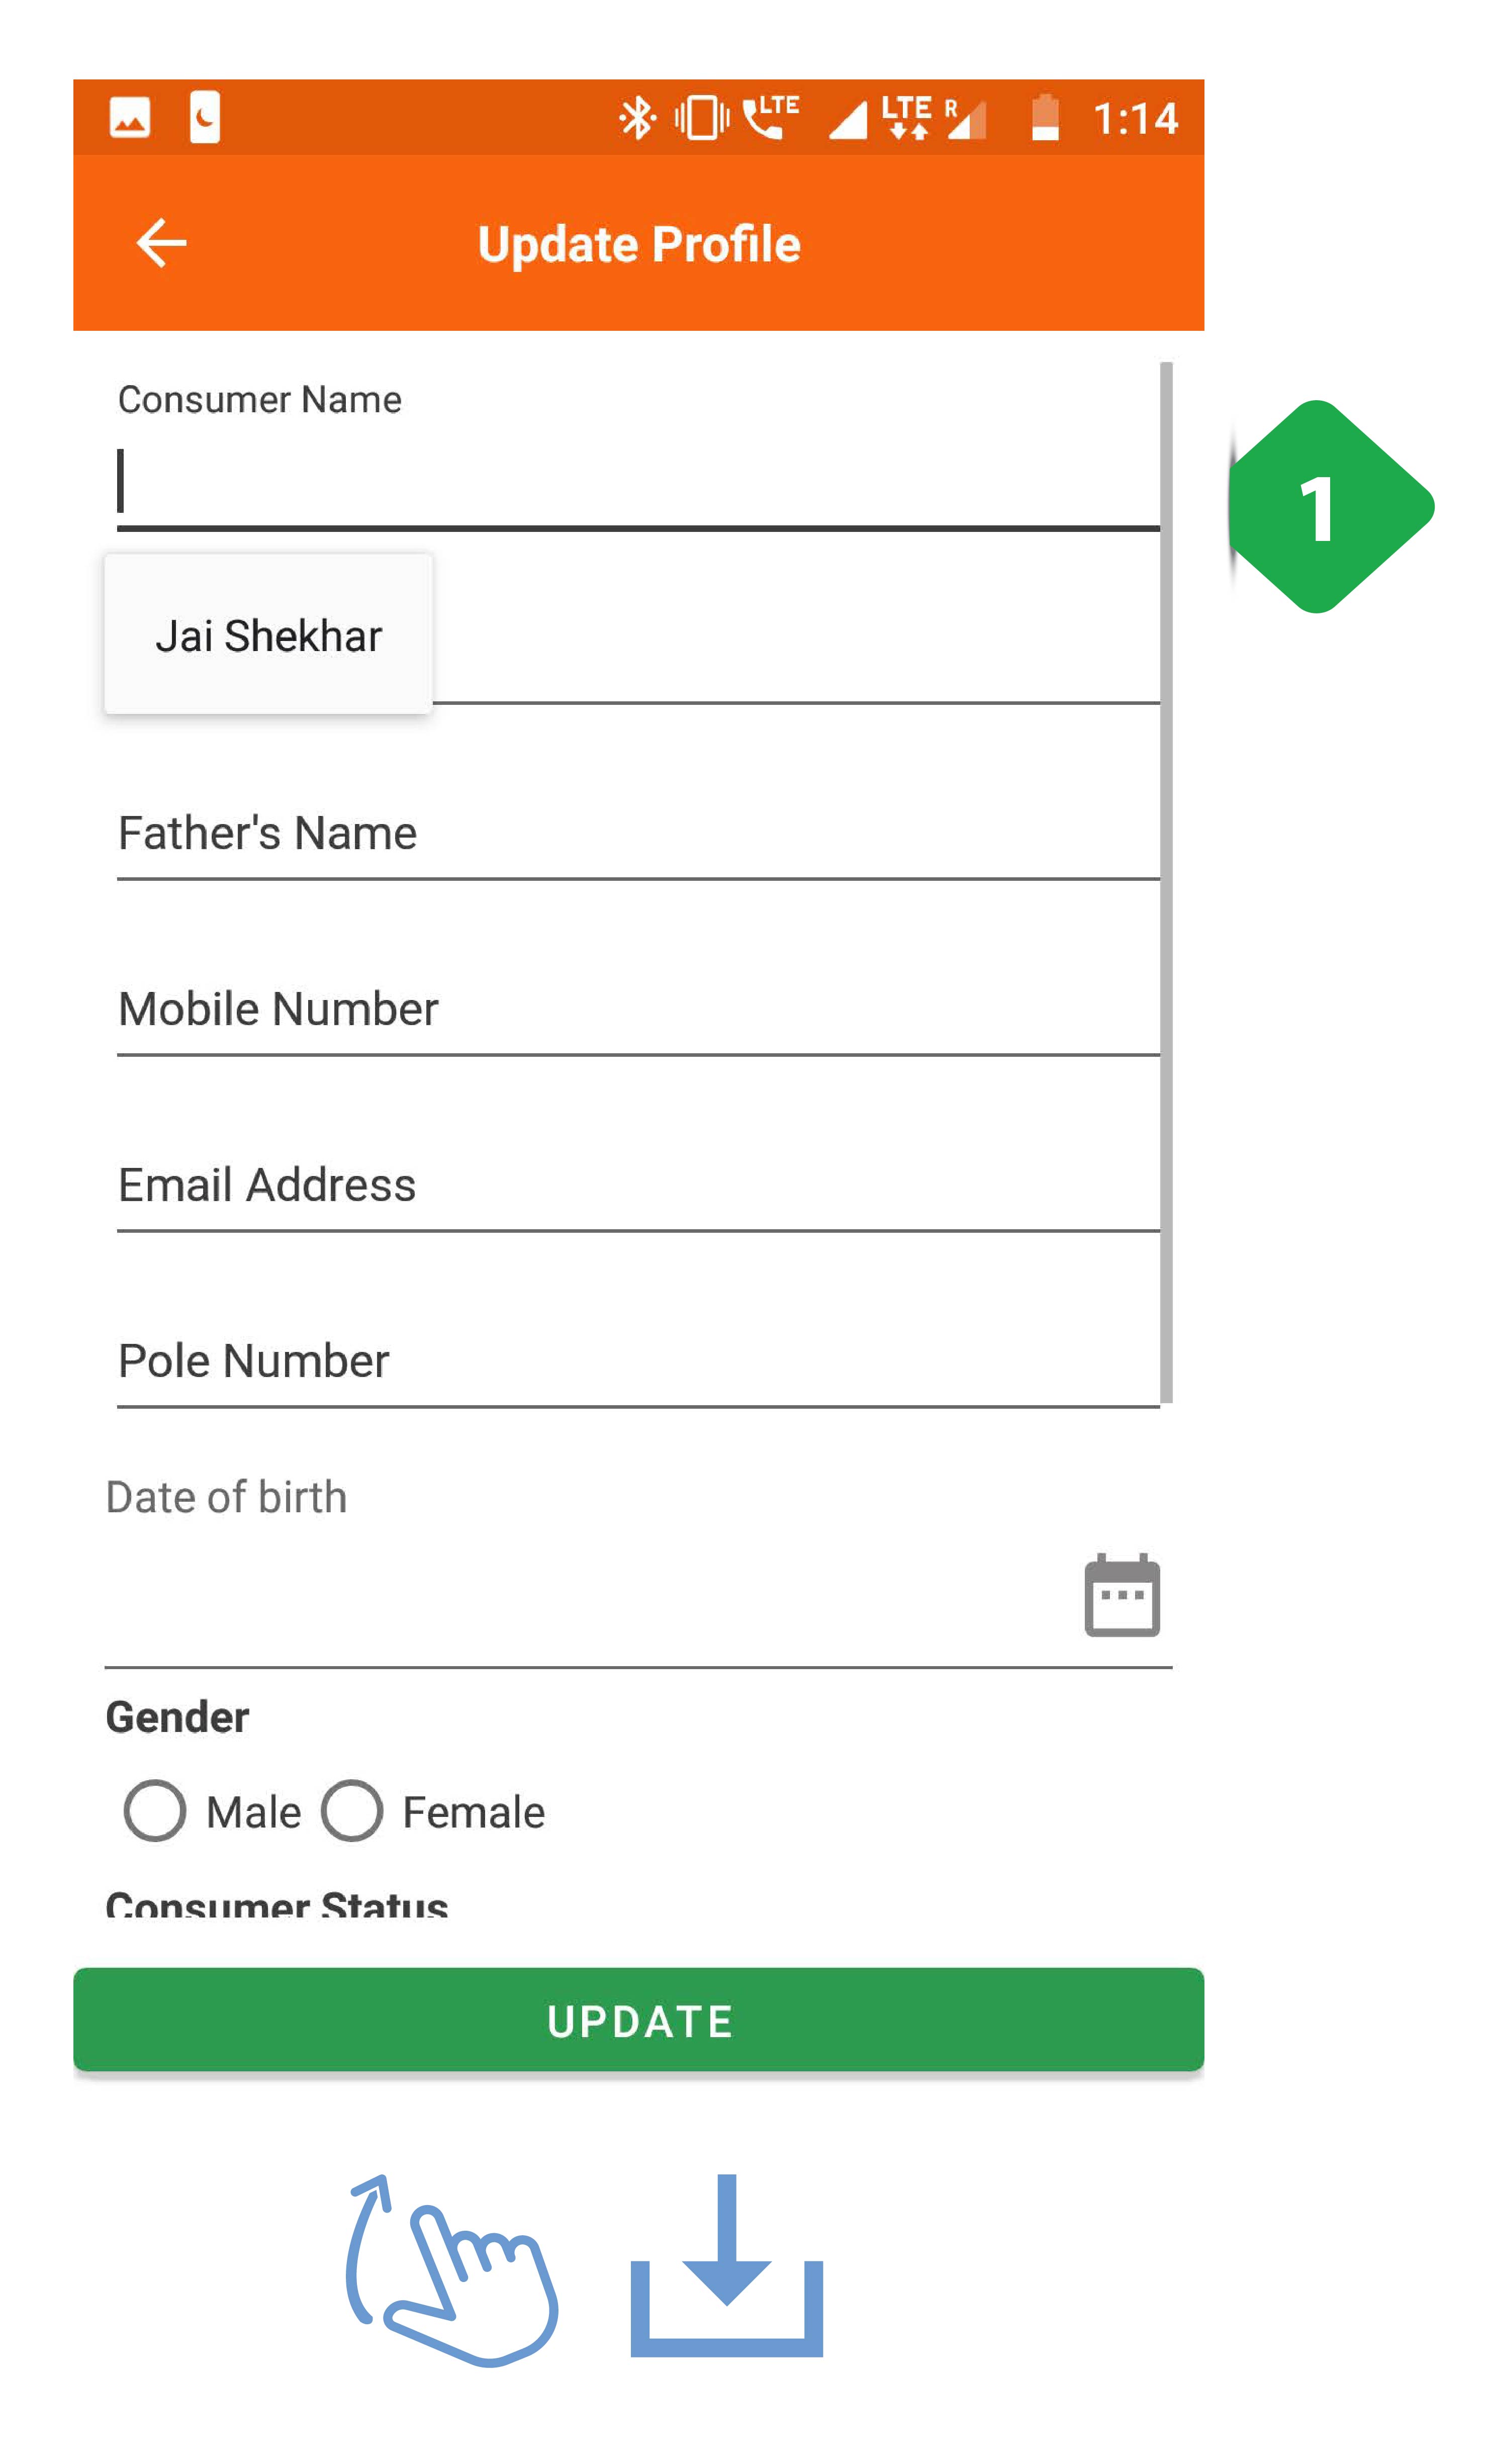 LTE LTE R 1:14
Update Profile
Consumer Name
1
Jai Shekhar
Father's Name
Mobile Number
Email Address
Pole Number
Date of birth
Gender
Male Female
Consumer Status
UPDATE